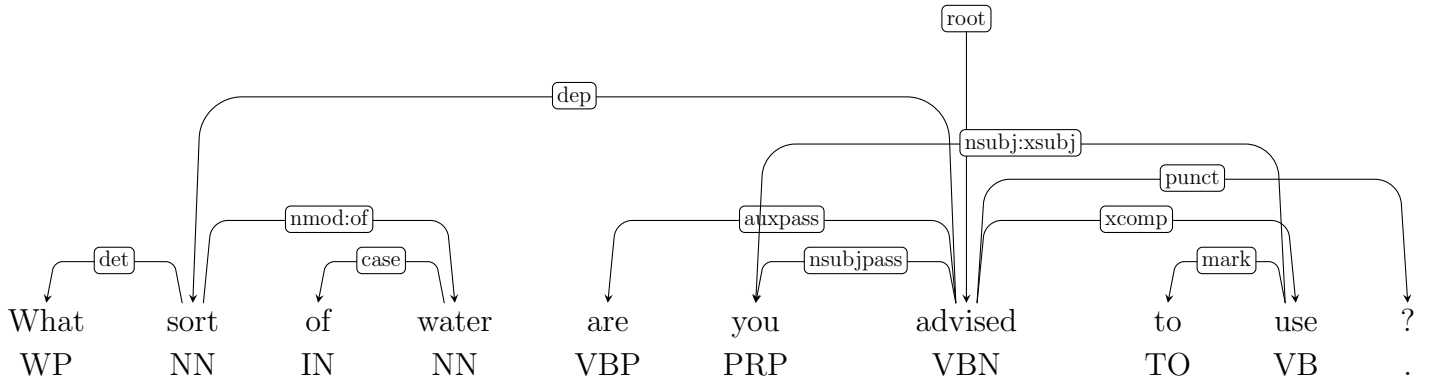 root
dep
nsubj:xsubj
punct
nmod:of auxpass xcomp
det case nsubjpass mark
What sort of water are you advised to use ?
WP NN IN NN VBP PRP VBN TO VB .